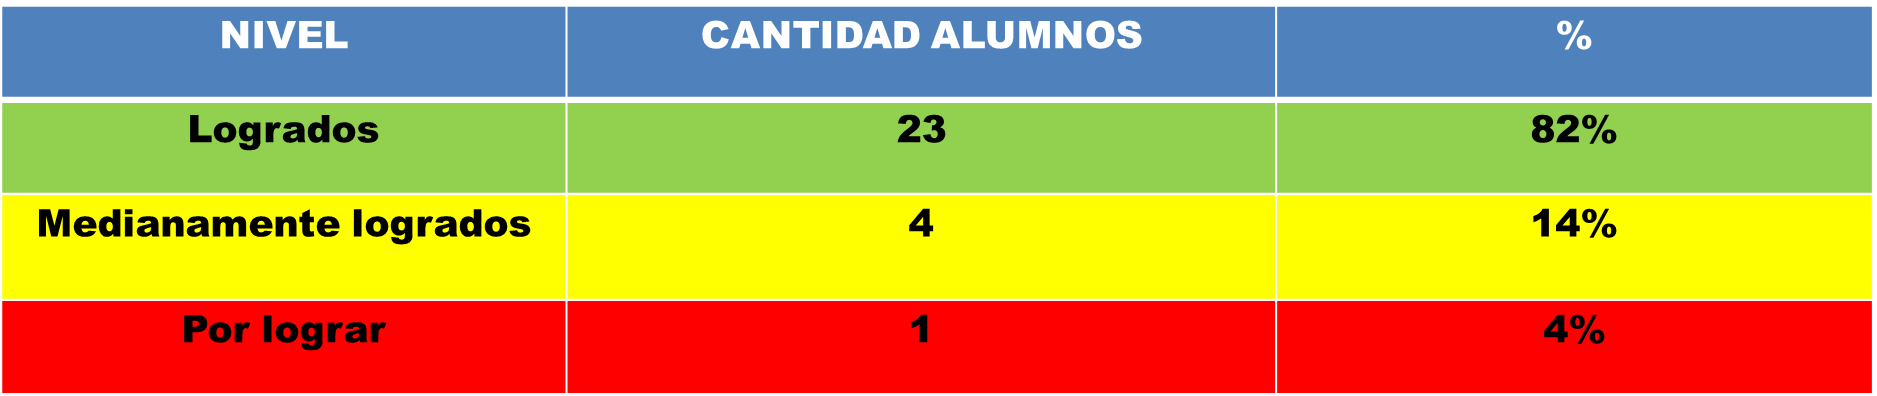 NIVEL CANTIDAD ALUMNOS %
Logrados 23 82%
Medianamente logrados 4 14%
Por lograr 1 4%